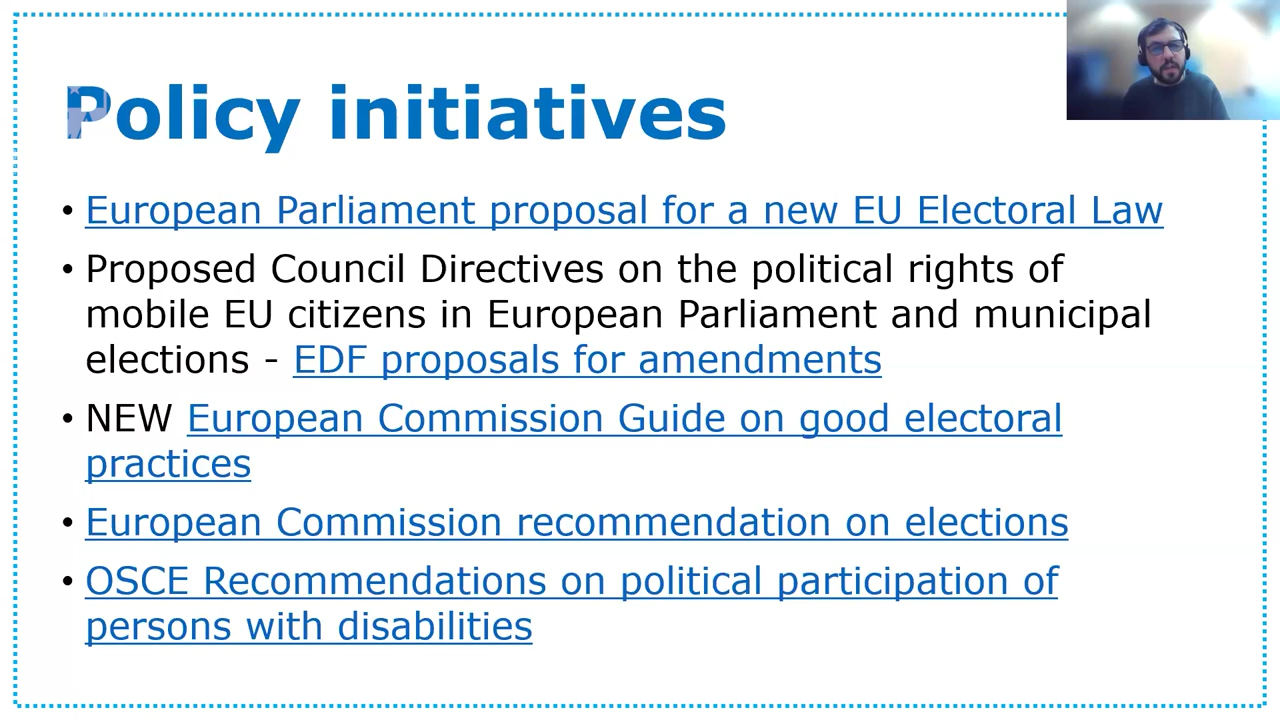 Policy initiatives
• European Parliament proposal for a new EU Electoral Law
• Proposed Council Directives on the political rights of
mobile EU citizens in European Parliament and municipal
elections - EDF proposals for amendments
• NEW European Commission Guide on good electoral
practices
• European Commission recommendation on elections
• OSCE Recommendations on political participation of
persons with disabilities